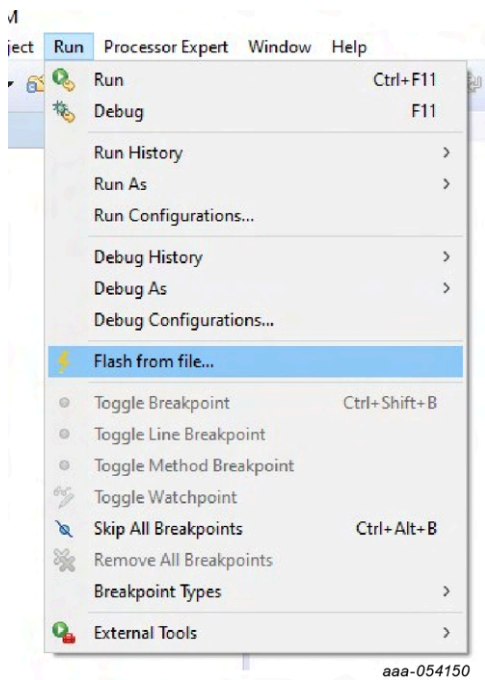 M
ject Run Processor Expert Window Help
Run Ctrl+F11
Debug F11
Run History
Run As
Run Configurations...
Debug History
Debug As
Debug Configurations...
Flash from file...
Toggle Breakpoint Ctrl+Shift+B
Toggle Line Breakpoint
Toggle Method Breakpoint
Toggle Watchpoint
Skip All Breakpoints Ctrl+Alt+B
Remove All Breakpoints
Breakpoint Types
External Tools
aaa-054150